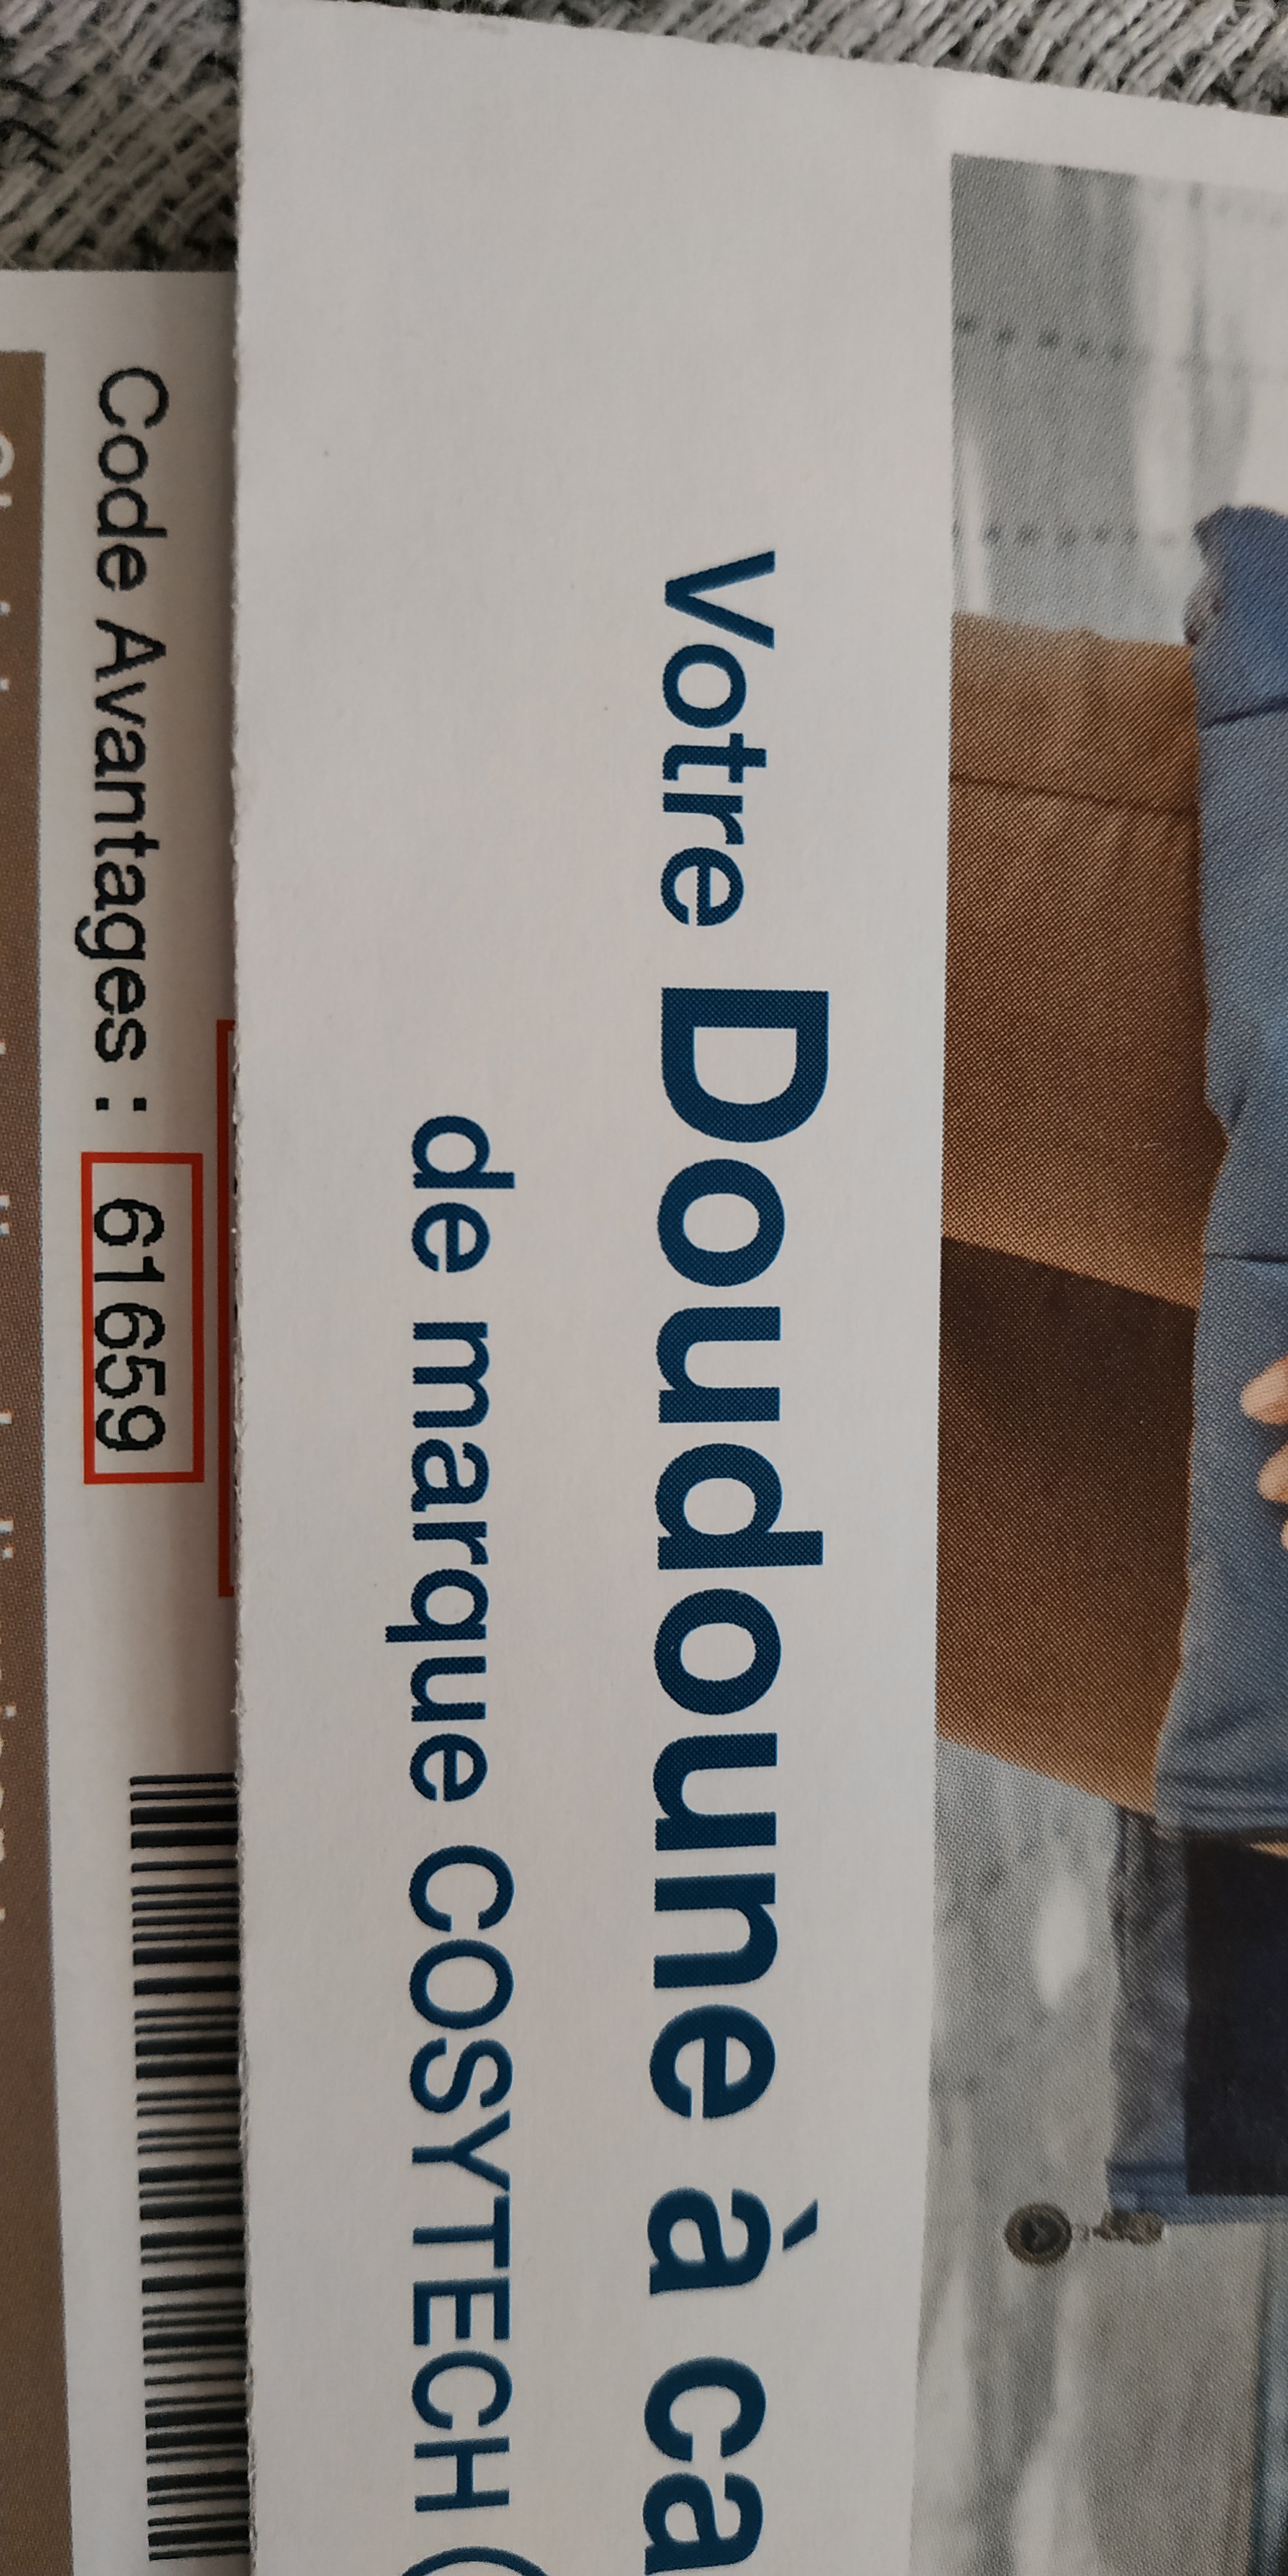 Votre Doudoune à ca
de marque COSYTECH
Code Avantages : 61659